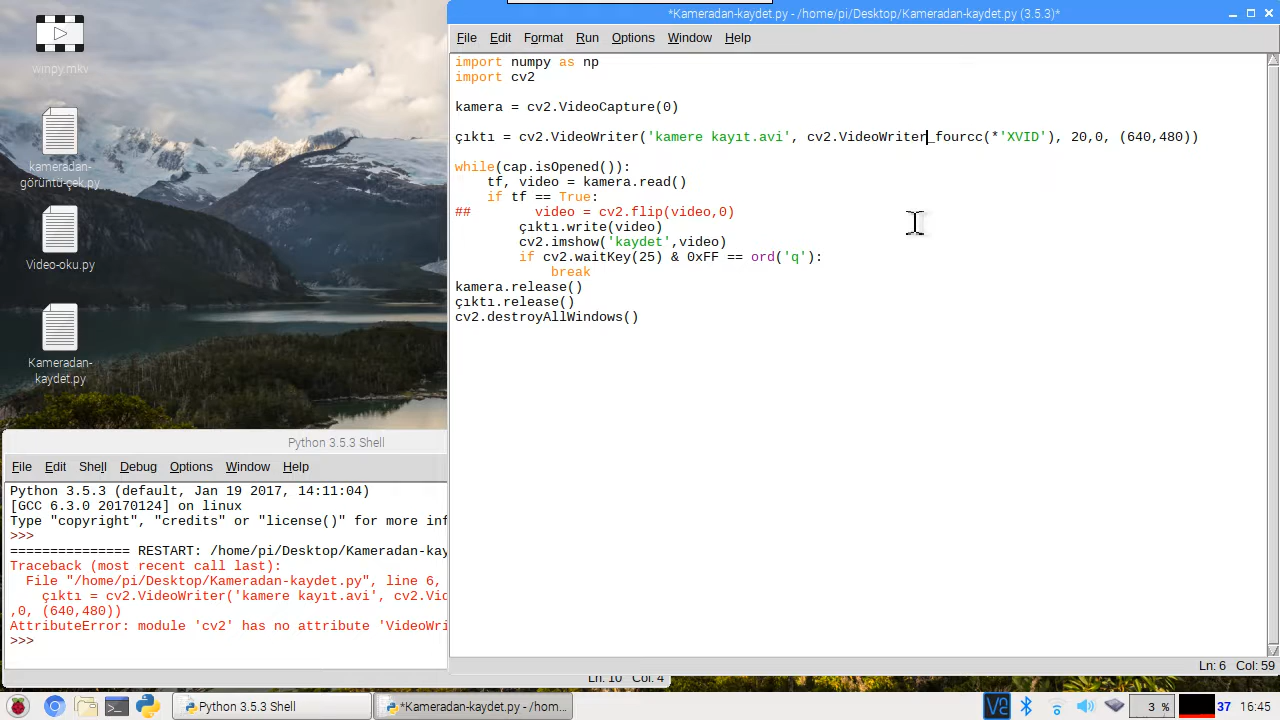 winpy.mkv
kameradan-
görüntü-çek.py
Video-oku.py
Kameradan-
kaydet.py
*Kameradan-kaydet.py - /home/pi/Desktop/Kameradan-kaydet.py (3.5.3)*
File Edit Format Run Options Window Help
import numpy as np
import cv2
kamera = cv2.VideoCapture(0)
çıktı = cv2.VideoWriter('kamere kayıt.avi', cv2.VideoWriter_fourcc(*'XVID'), 20,0, (640,480))
while(cap.isOpened()):
tf, video = kamera.read()
if tf == True:
## video = cv2.flip(video,0)
çıktı.write(video)
cv2.imshow('kaydet',video)
if cv2.waitKey(25) & 0xFF == ord('q'):
break
kamera.release()
çıktı.release()
cv2.destroyAllWindows()
Ln: 6 Col: 59
Python 3.5.3 Shell
File Edit Shell Debug Options Window Help
Python 3.5.3 (default, Jan 19 2017, 14:11:04)
[GCC 6.3.0 20170124] on linux
Type "copyright", "credits" or "license()" for more inf
>>>
=============== RESTART: /home/pi/Desktop/Kameradan-kay
Traceback (most recent call last):
File "/home/pi/Desktop/Kameradan-kaydet.py", line 6,
çıktı = cv2.VideoWriter('kamere kayıt.avi', cv2.Vid
,0, (640,480))
AttributeError: module 'cv2' has no attribute 'VideoWri
>>>
Ln: 10 Col: 4
Python 3.5.3 Shell
*Kameradan-kaydet.py - /hom...
3 %
37
16:45